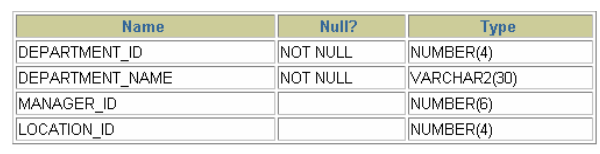 Name Null? Type
DEPARTMENT_ID NOT NULL NUMBER(4)
DEPARTMENT_NAME NOT NULL VARCHAR2(30)
MANAGER_ID NUMBER(6)
LOCATION_ID NUMBER(4)